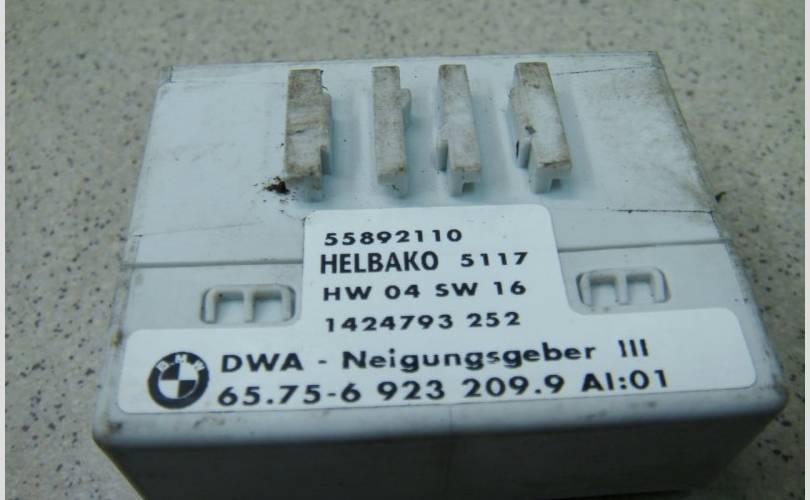 55892110
HELBAKO 5117
HW 04 SW 16
1424793 252
BMW
DWA - Neigungsgeber III
65.75-6 923 209.9 AI:01